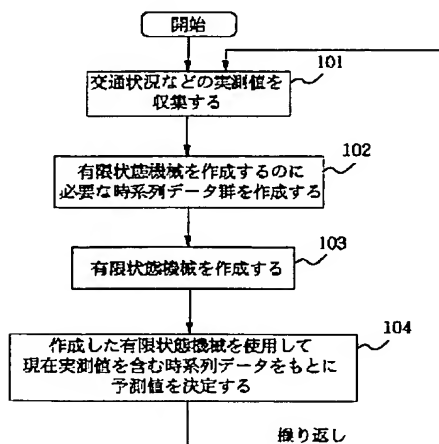 開始
101
交通状況などの実測値を
収集する
102
有限状態機械を作成するのに
必要な時系列データ群を作成する
103
有限状態機械を作成する
104
作成した有限状態機械を使用して
現在実測値を含む時系列データをもとに
予測値を決定する
繰り返し